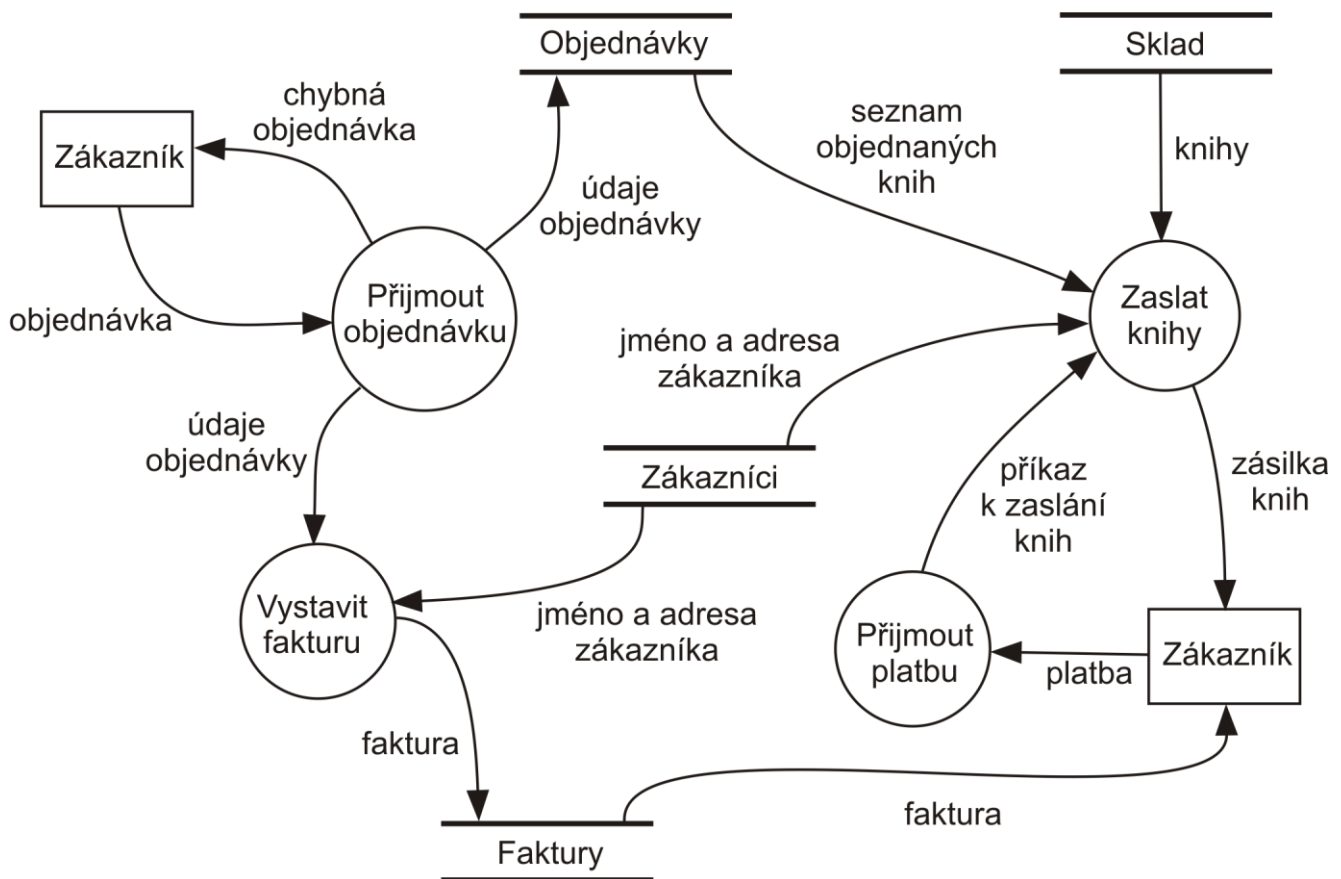 Objednávky
Sklad
chybná
objednávka
Zákazník
seznam
objednaných
knih
knihy
údaje
objednávky
Přijmout
objednávku
objednávka
Zaslat
knihy
jméno a adresa
zákazníka
údaje
objednávky
Zákazníci
příkaz
k zaslání
knih
zásilka
knih
Vystavit
fakturu
jméno a adresa
zákazníka
Přijmout
platbu
platba
Zákazník
faktura
faktura
Faktury